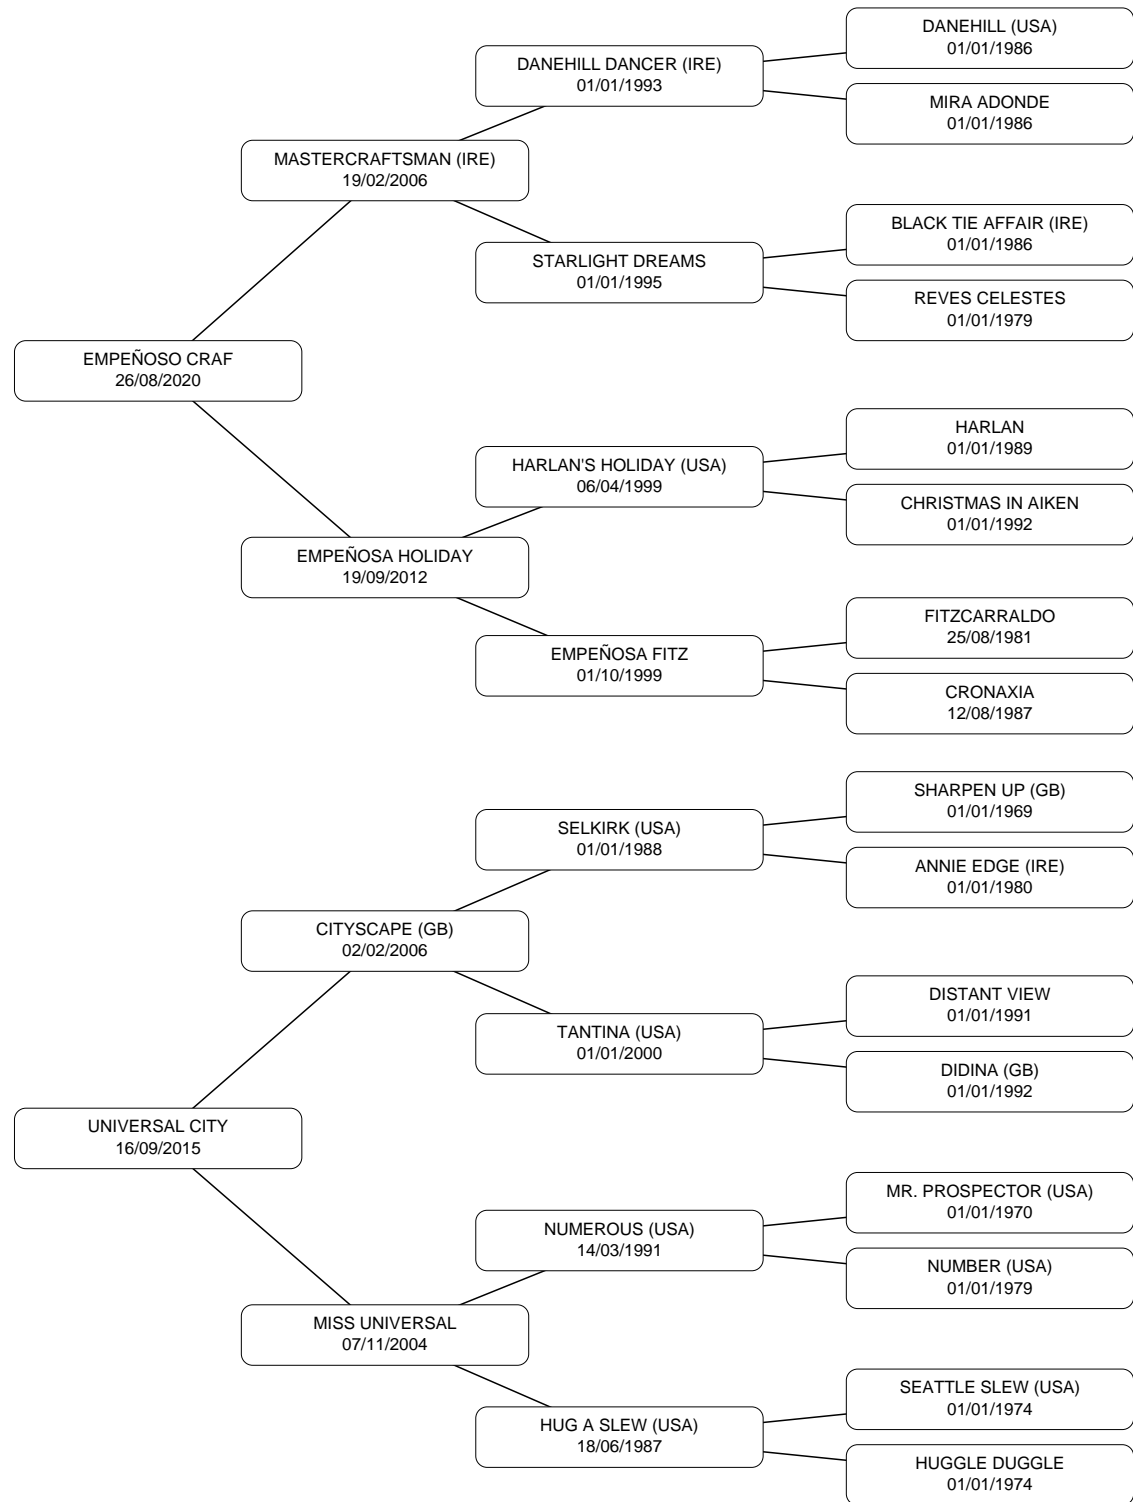 DANEHILL (USA)
01/01/1986
DANEHILL DANCER (IRE)
01/01/1993
MIRA ADONDE
01/01/1986
MASTERCRAFTSMAN (IRE)
19/02/2006
BLACK TIE AFFAIR (IRE)
01/01/1986
STARLIGHT DREAMS
01/01/1995
REVES CELESTES
01/01/1979
EMPEÑOSO CRAF
26/08/2020
HARLAN
01/01/1989
HARLAN'S HOLIDAY (USA)
06/04/1999
CHRISTMAS IN AIKEN
01/01/1992
EMPEÑOSA HOLIDAY
19/09/2012
FITZCARRALDO
25/08/1981
EMPEÑOSA FITZ
01/10/1999
CRONAXIA
12/08/1987
SHARPEN UP (GB)
01/01/1969
SELKIRK (USA)
01/01/1988
ANNIE EDGE (IRE)
01/01/1980
CITYSCAPE (GB)
02/02/2006
DISTANT VIEW
01/01/1991
TANTINA (USA)
01/01/2000
DIDINA (GB)
01/01/1992
UNIVERSAL CITY
16/09/2015
MR. PROSPECTOR (USA)
01/01/1970
NUMEROUS (USA)
14/03/1991
NUMBER (USA)
01/01/1979
MISS UNIVERSAL
07/11/2004
SEATTLE SLEW (USA)
01/01/1974
HUG A SLEW (USA)
18/06/1987
HUGGLE DUGGLE
01/01/1974